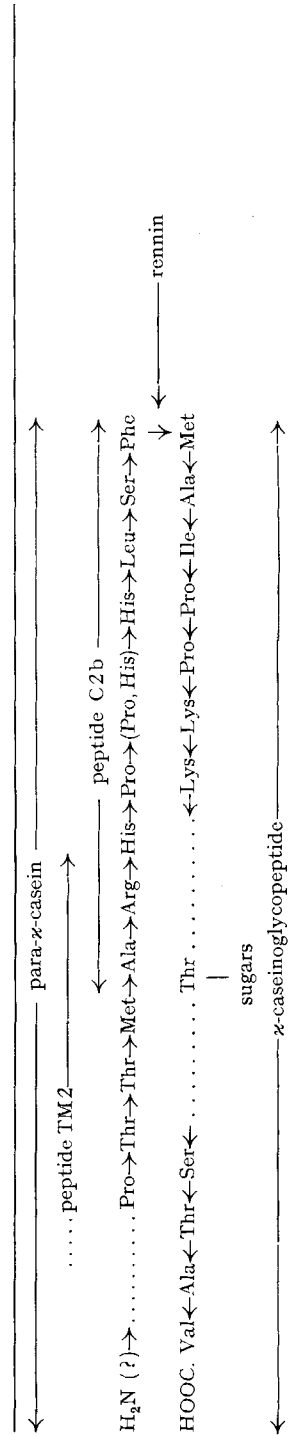 para-ϰ-casein
. . . . . peptide TM2
peptide C2b
H₂N (?)→. . . . . . . . . . Pro→Thr→Thr→Met→Ala→Arg→His→Pro→(Pro, His)→His→Leu→Ser→Phe
rennin
HOOC. Val←Ala←Thr←Ser←. . . . . . . . . . Thr . . . . . . . . . . ←Lys←Lys←Pro←Pro←Ile←Ala←Met
sugars
ϰ-caseinoglycopeptide